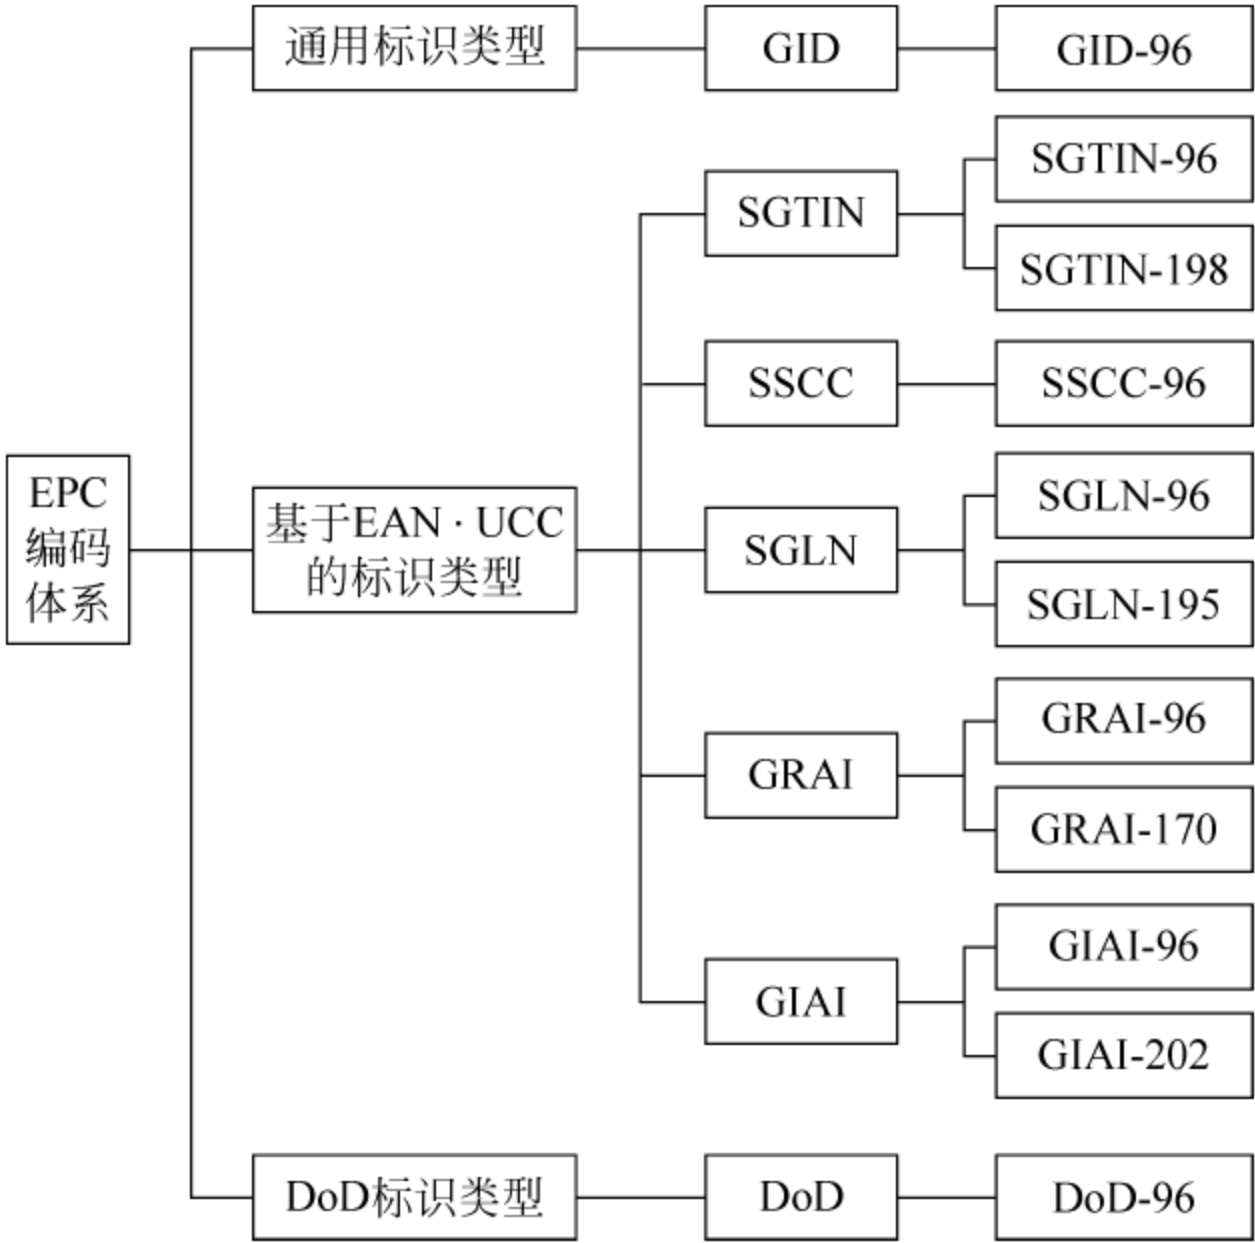 EPC
编码
体系
通用标识类型
GID
GID-96
基于EAN·UCC
的标识类型
SGTIN
SGTIN-96
SGTIN-198
SSCC
SSCC-96
SGLN
SGLN-96
SGLN-195
GRAI
GRAI-96
GRAI-170
GIAI
GIAI-96
GIAI-202
DoD标识类型
DoD
DoD-96